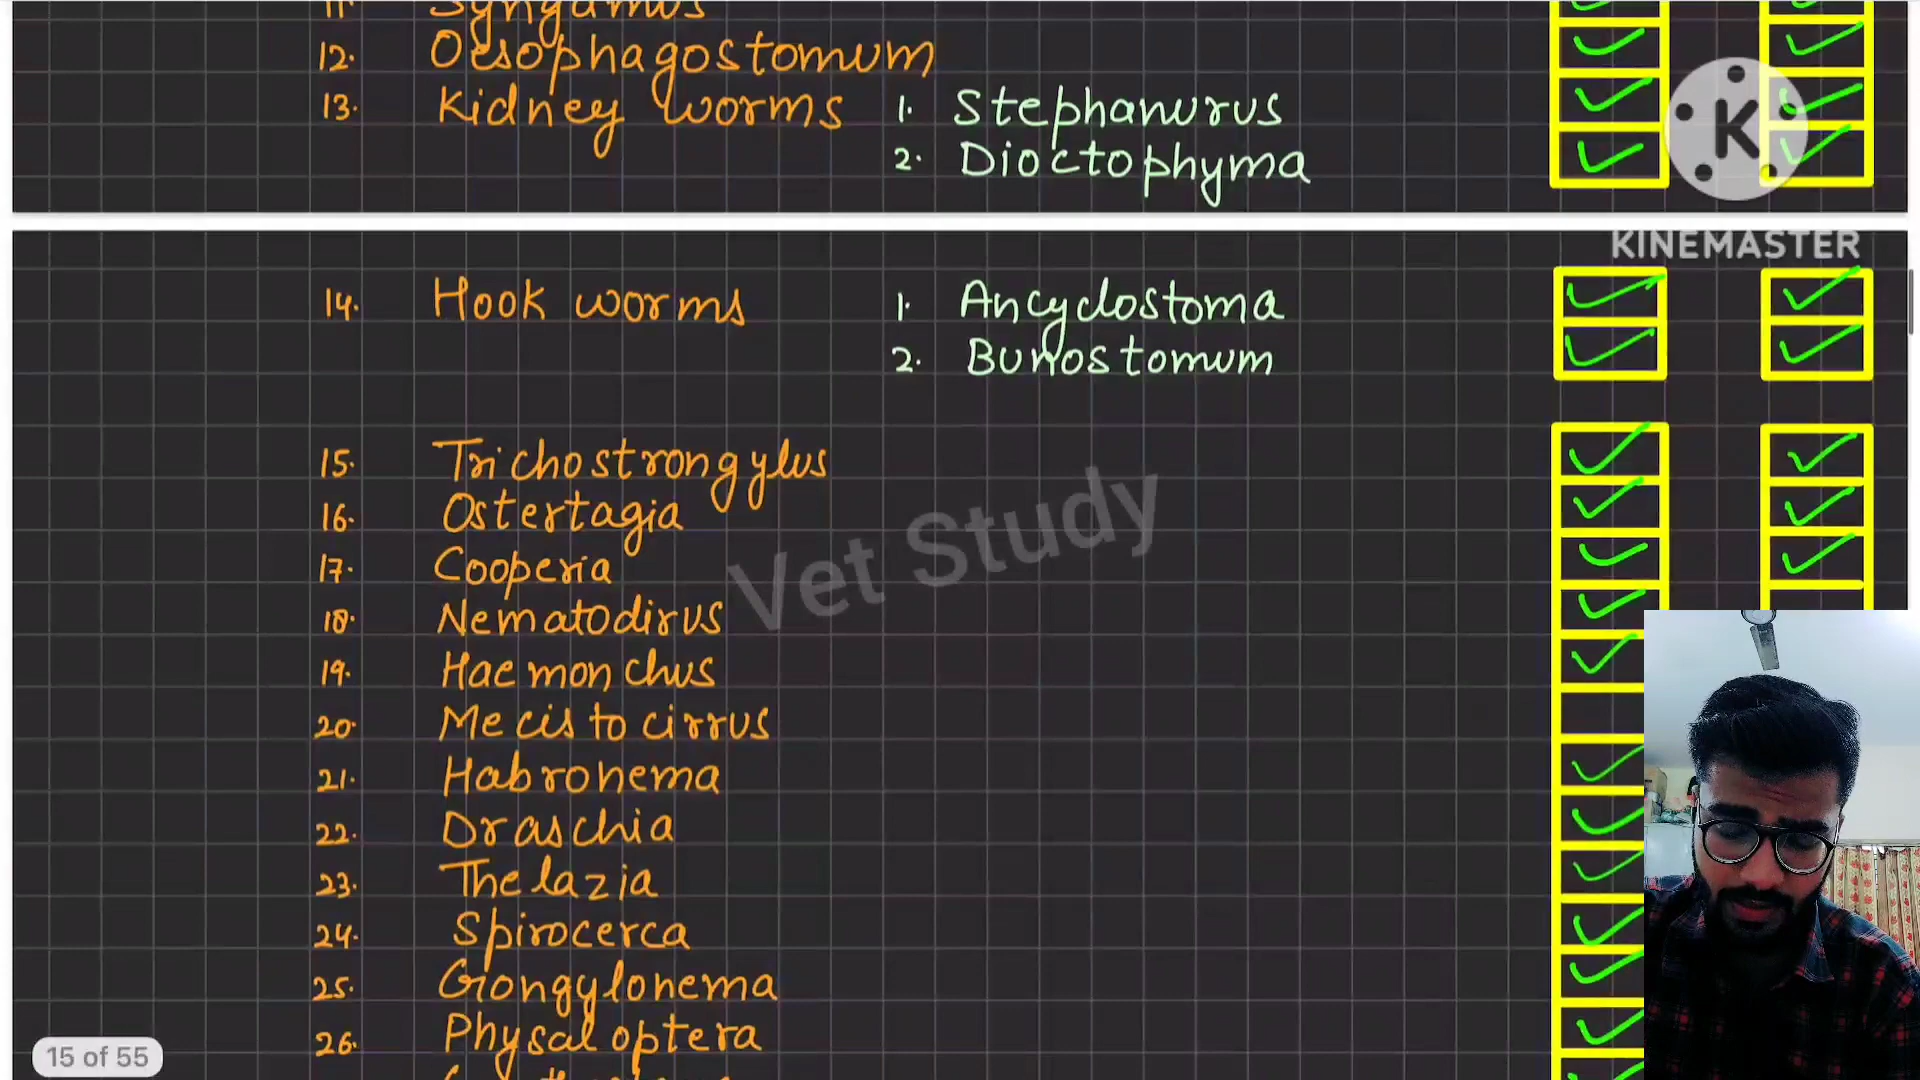 11. Syngamus
12. Oesophagostomum
13. Kidney worms 1. Stephanurus
2. Dioctophyma
K
KINEMASTER
14. Hook worms 1. Ancyclostoma
2. Bunostomum
15. Trichostrongylus
16. Ostertagia
17. Cooperia
18. Nematodirus
19. Haemonchus
20. Mecistocirrus
21. Habronema
22. Draschia
23. Thelazia
24. Spirocerca
25. Gongylonema
26. Physaloptera
Vet Study
15 of 55